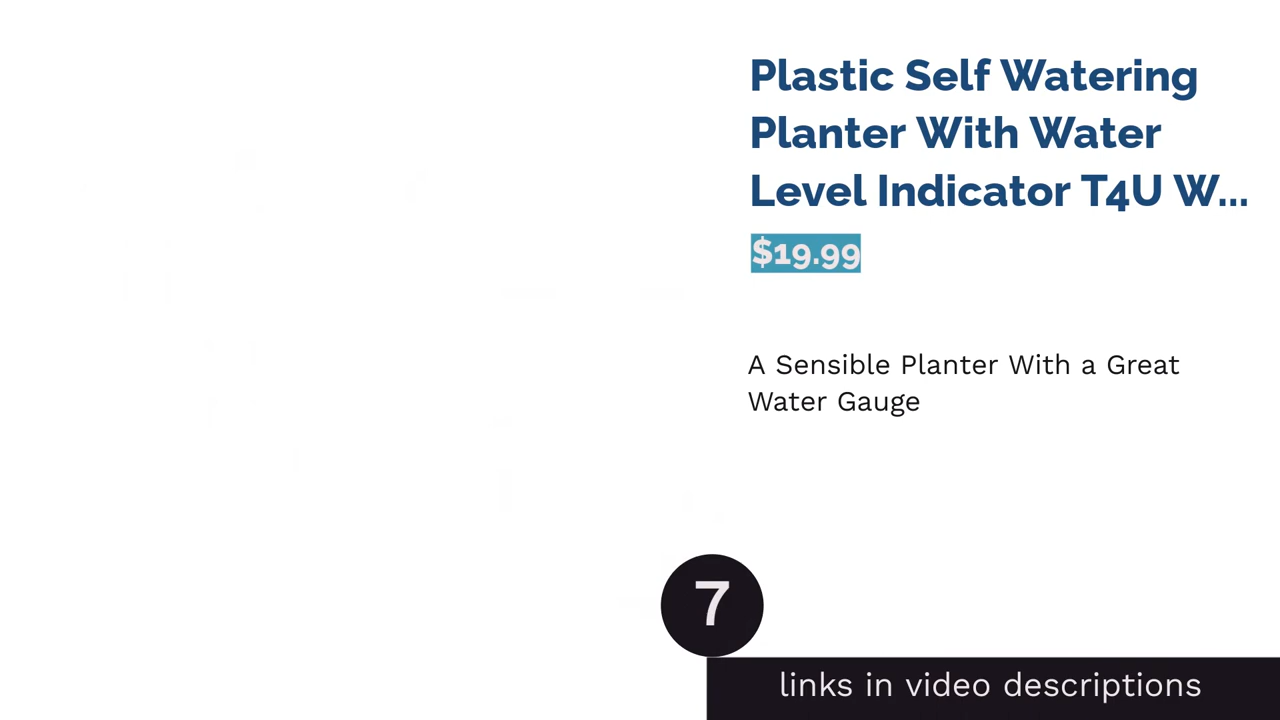 Plastic Self Watering
Planter With Water
Level Indicator T4U W...
$19.99
A Sensible Planter With a Great
Water Gauge
7
links in video descriptions